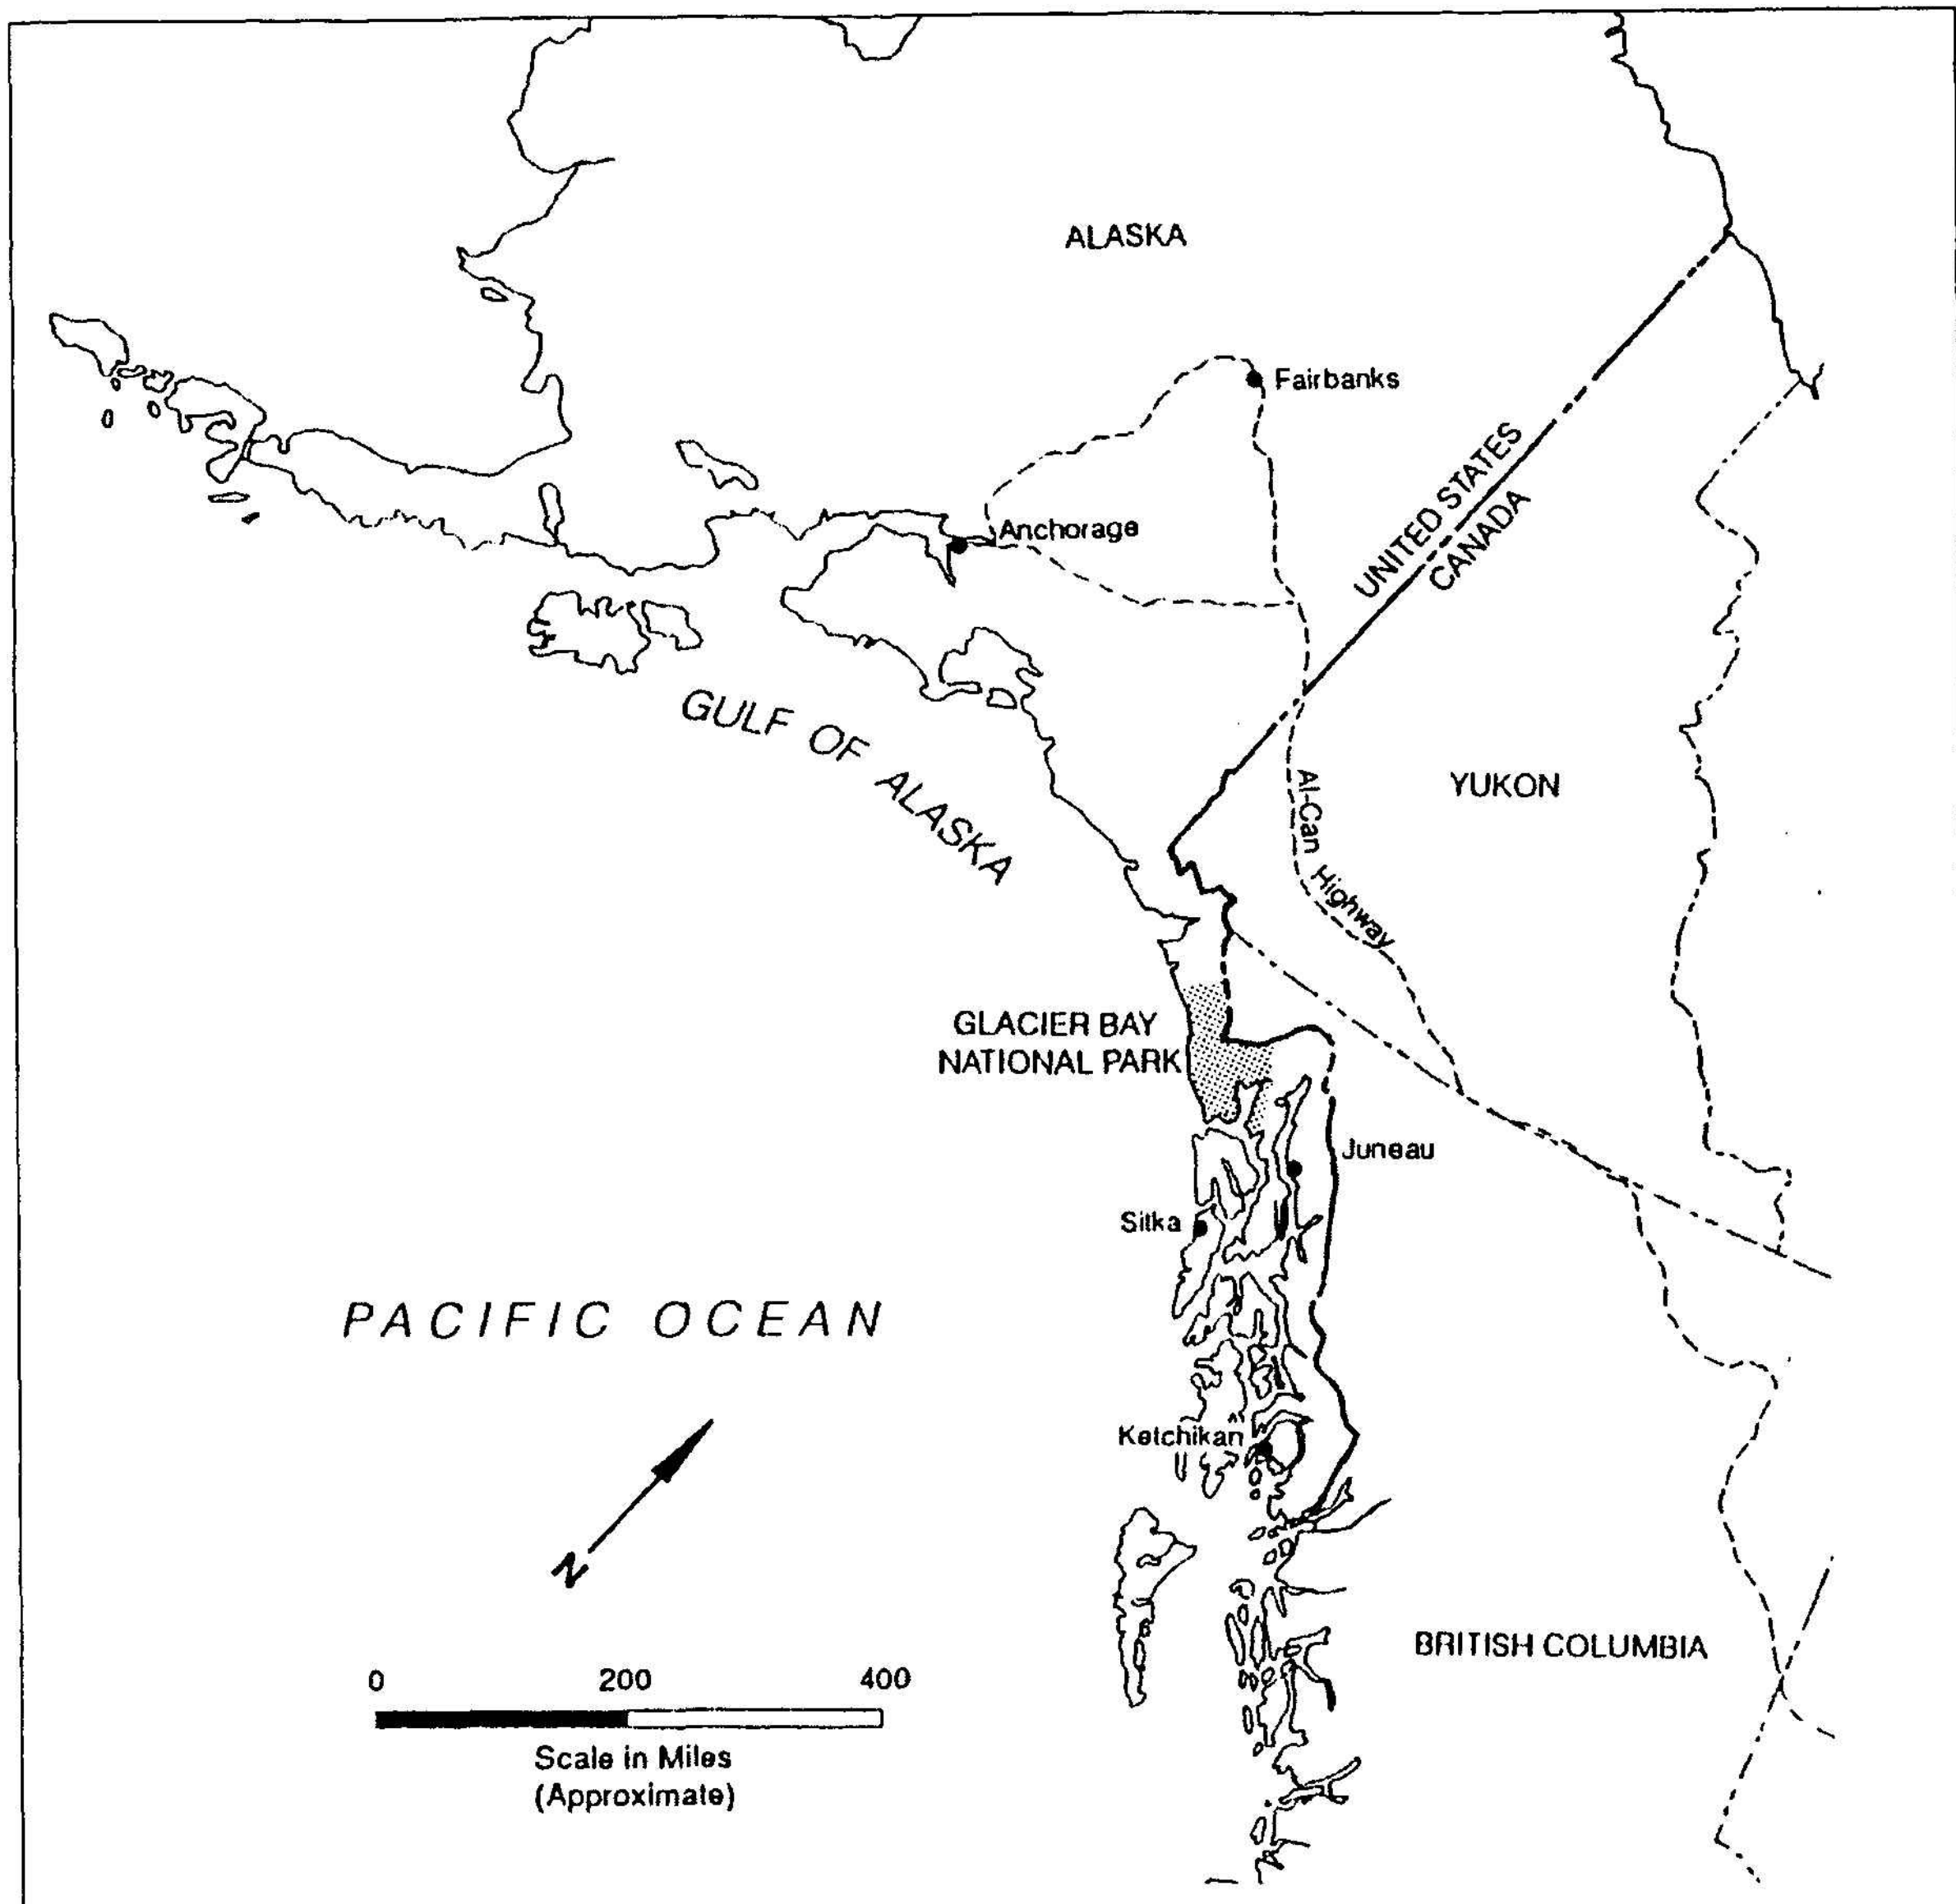 ALASKA
Fairbanks
Anchorage
UNITED STATES
CANADA
GULF OF ALASKA
YUKON
Al-Can Highway
GLACIER BAY
NATIONAL PARK
Juneau
Sitka
PACIFIC OCEAN
Ketchikan
N
BRITISH COLUMBIA
0 200 400
Scale in Miles
(Approximate)